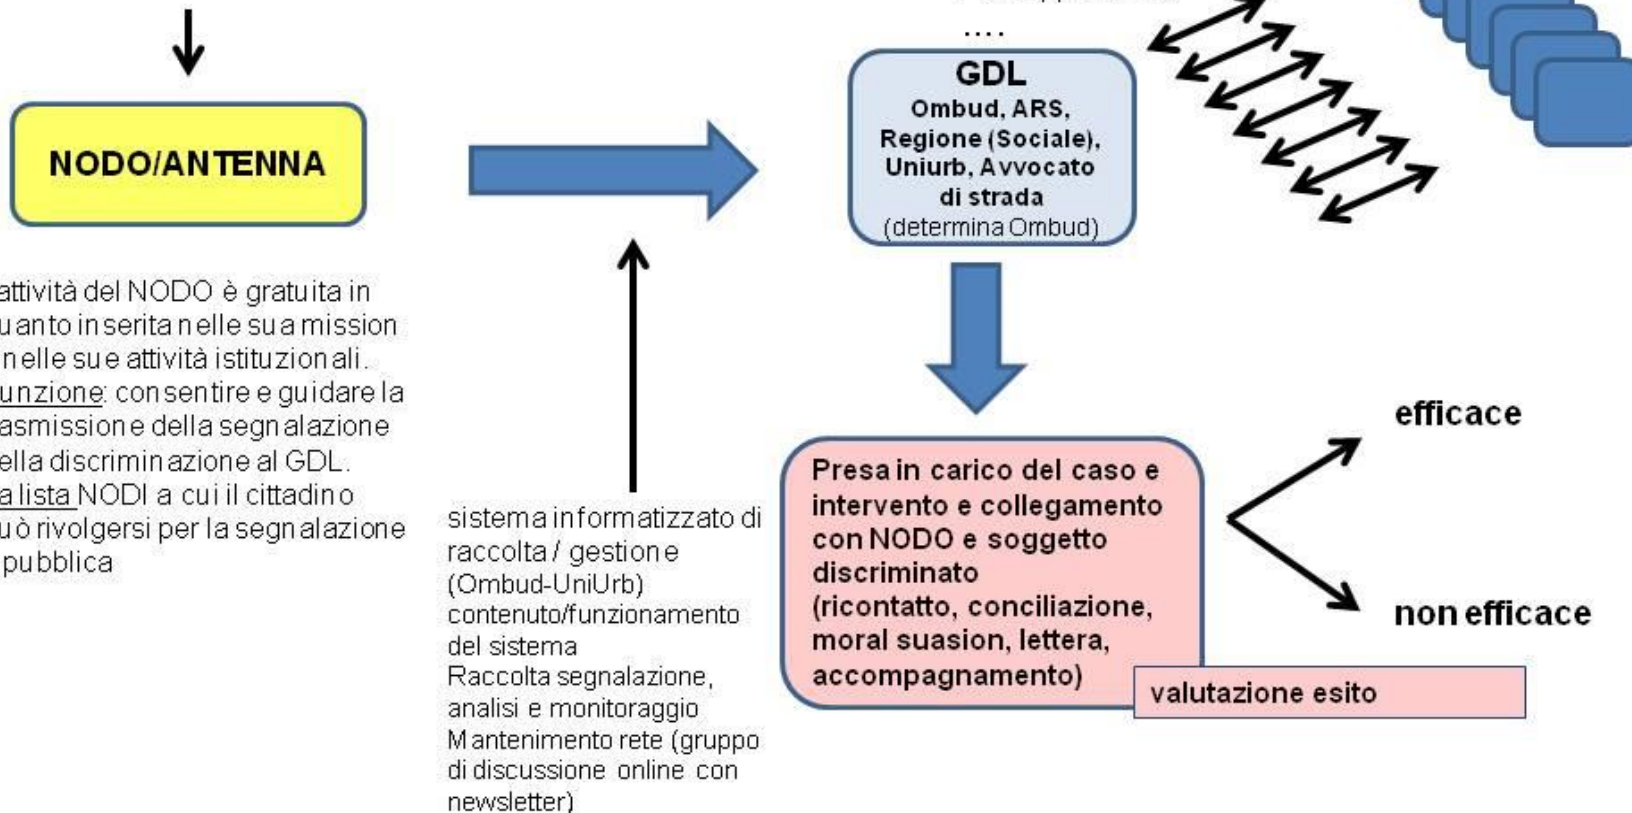 ....
GDL
Ombud, ARS,
Regione (Sociale),
Uniurb, Avvocato
di strada
(determina Ombud)
NODO/ANTENNA
attività del NODO è gratuita in
uanto inserita nelle sua mission
nelle sue attività istituzionali.
unzione: consentire e guidare la
asmissione della segnalazione
ella discriminazione al GDL.
a lista NODI a cui il cittadino
uò rivolgersi per la segnalazione
pubblica
sistema informatizzato di
raccolta / gestione
(Ombud-UniUrb)
contenuto/funzionamento
del sistema
Raccolta segnalazione,
analisi e monitoraggio
Mantenimento rete (gruppo
di discussione online con
newsletter)
Presa in carico del caso e
intervento e collegamento
con NODO e soggetto
discriminato
(ricontatto, conciliazione,
moral suasion, lettera,
accompagnamento)
valutazione esito
efficace
non efficace